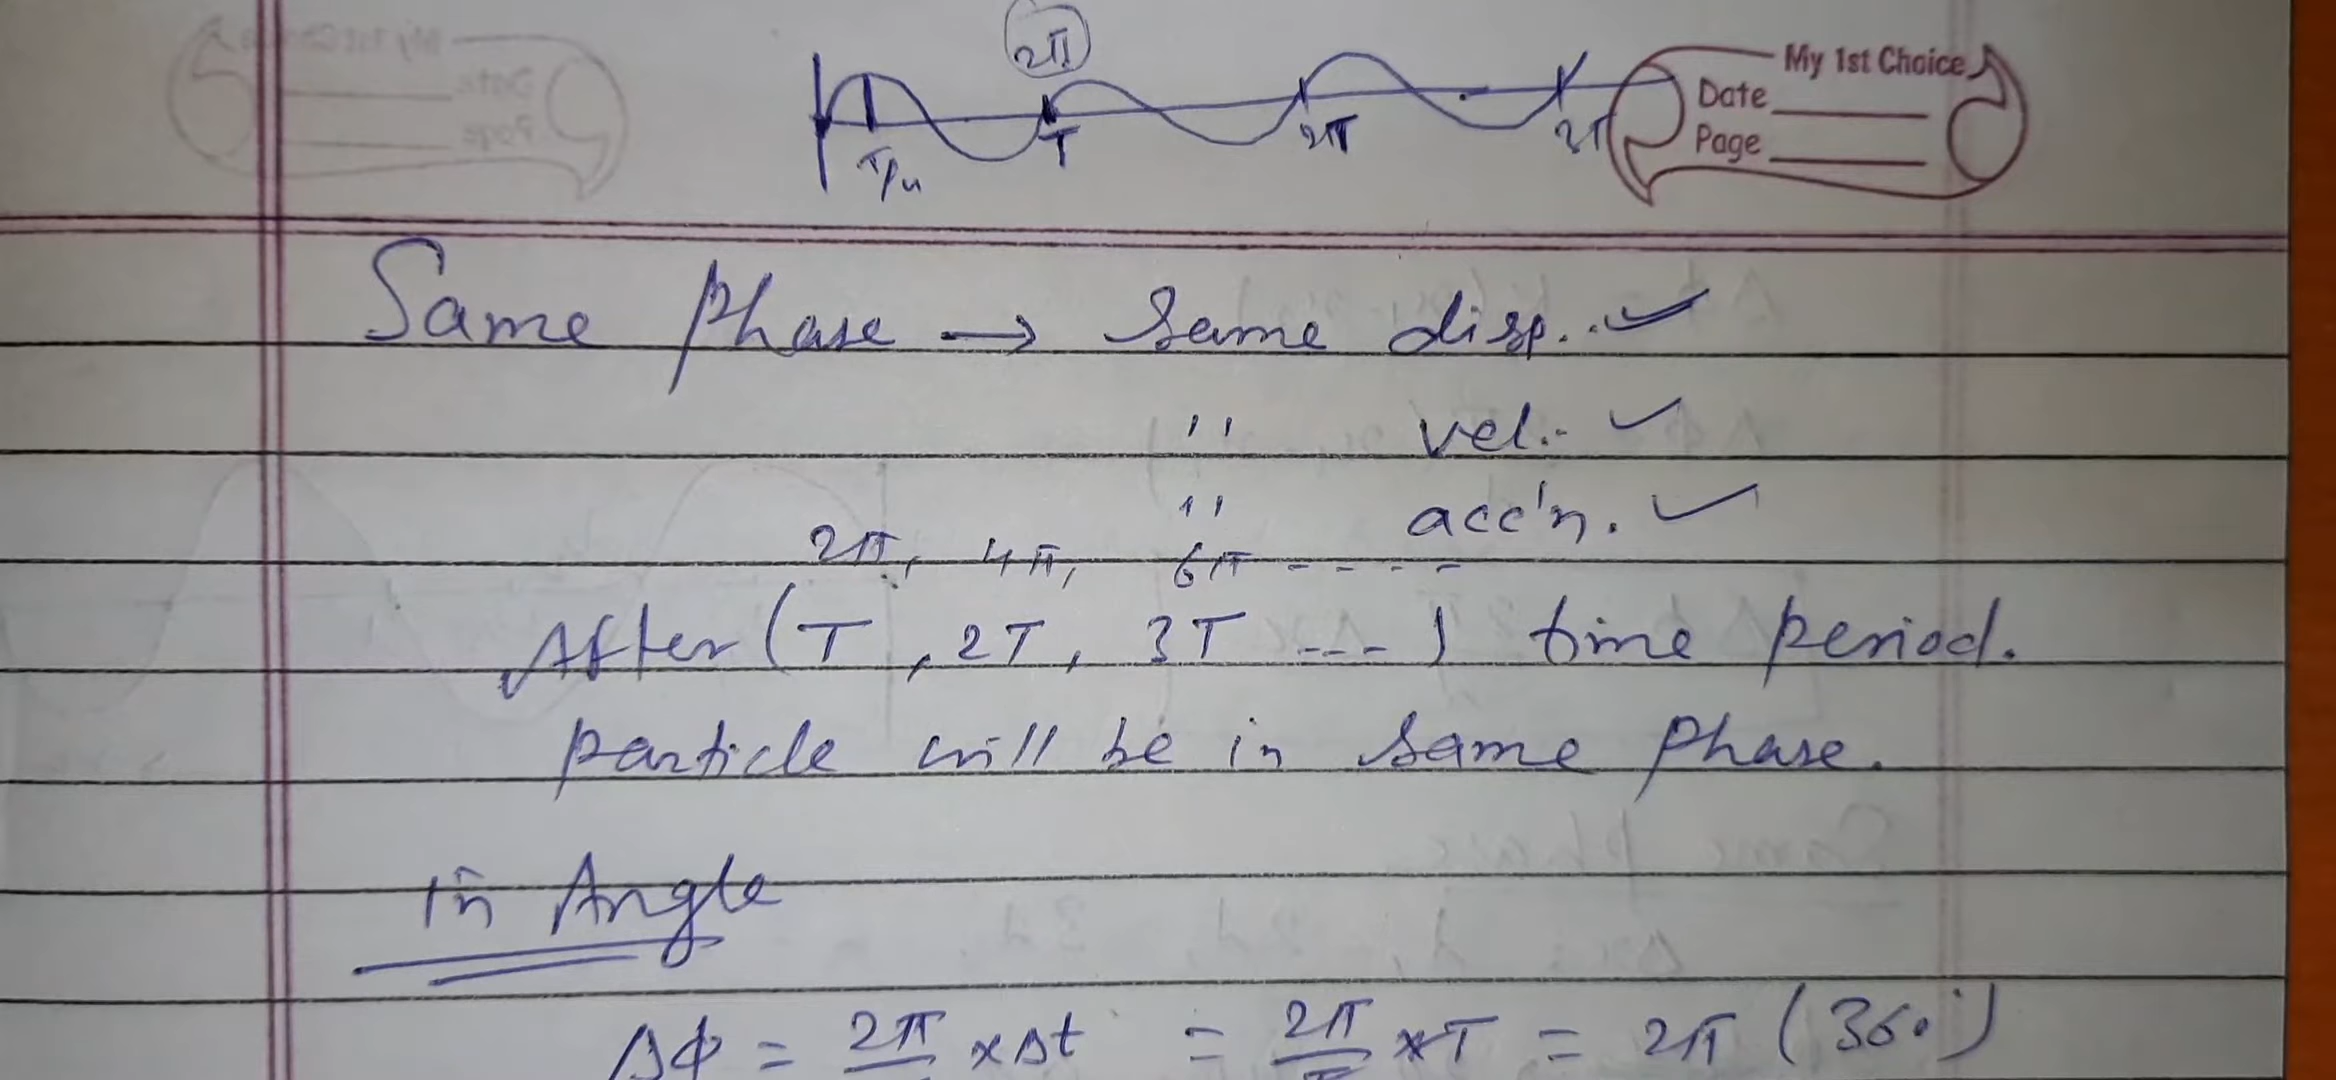 2π
My 1st Choice
Date
Page
T/4
T
2T
3T
Same phase → Same disp. ✓
'' vel. ✓
'' acc'n. ✓
2π, 4π, 6π - - - -
After (T, 2T, 3T ---) time period.
particle will be in same phase.
in Angle
Δφ = 2π × Δt = 2π/T × T = 2π (360°)